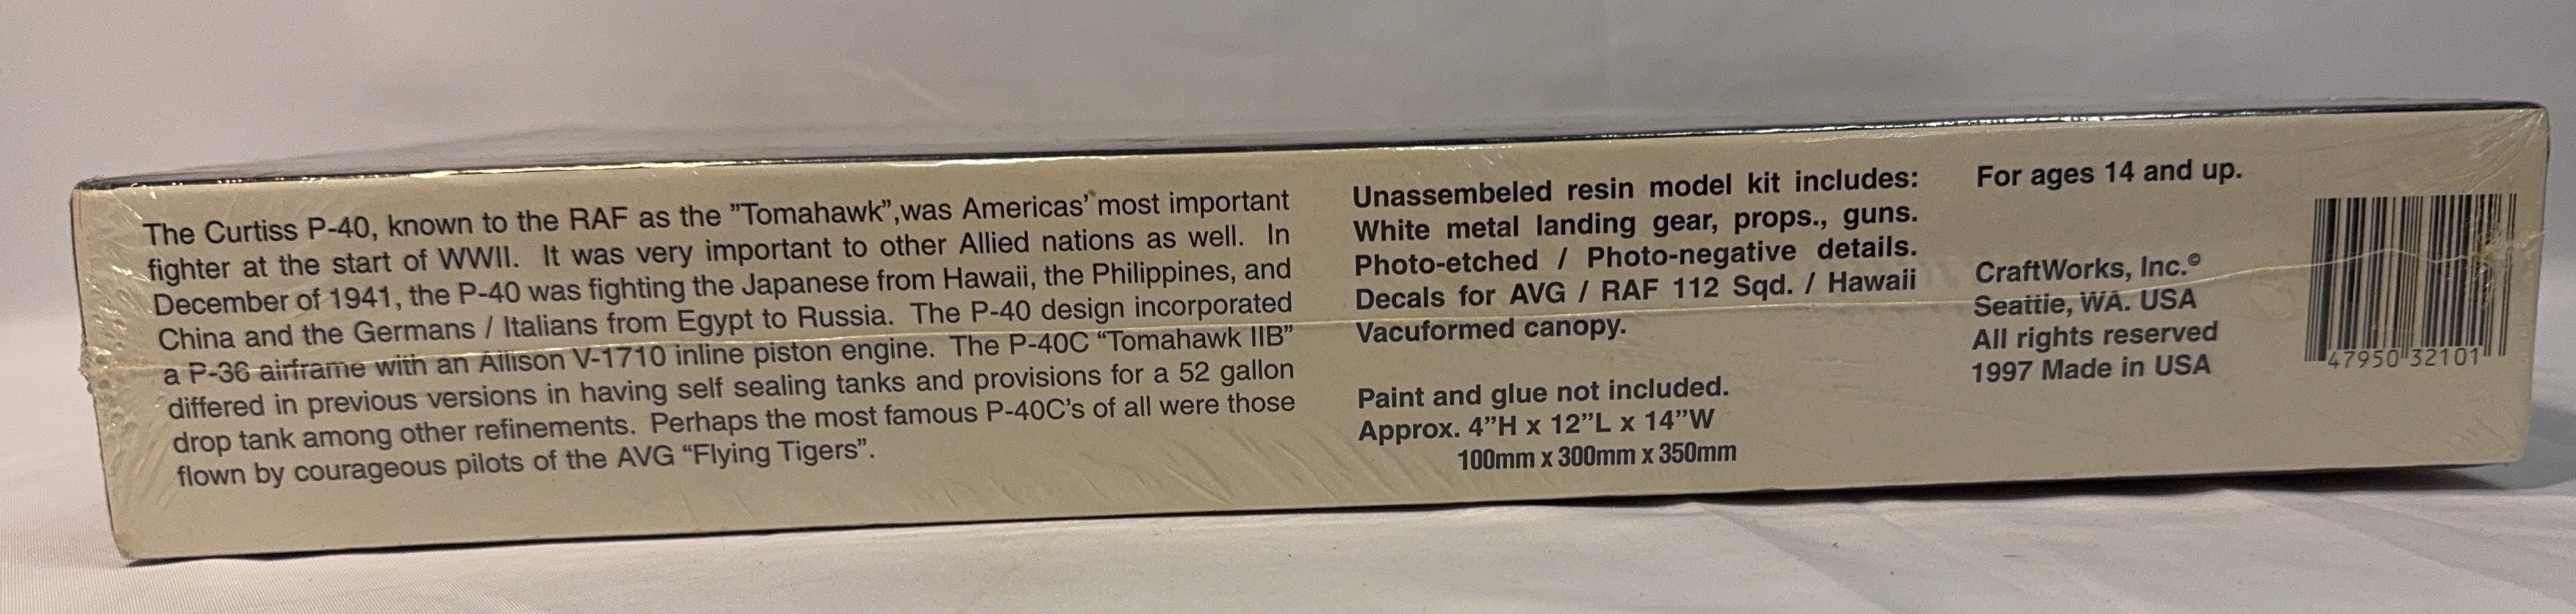 The Curtiss P-40, known to the RAF as the ”Tomahawk”,was Americas’ most important
fighter at the start of WWII. It was very important to other Allied nations as well. In
December of 1941, the P-40 was fighting the Japanese from Hawaii, the Philippines, and
China and the Germans / Italians from Egypt to Russia. The P-40 design incorporated
a P-36 airframe with an Allison V-1710 inline piston engine. The P-40C “Tomahawk IIB”
differed in previous versions in having self sealing tanks and provisions for a 52 gallon
drop tank among other refinements. Perhaps the most famous P-40C’s of all were those
flown by courageous pilots of the AVG “Flying Tigers”.
Unassembeled resin model kit includes:
White metal landing gear, props., guns.
Photo-etched / Photo-negative details.
Decals for AVG / RAF 112 Sqd. / Hawaii
Vacuformed canopy.
Paint and glue not included.
Approx. 4”H x 12”L x 14”W
100mm x 300mm x 350mm
For ages 14 and up.
CraftWorks, Inc.©
Seattle, WA. USA
All rights reserved
1997 Made in USA
47950 32101